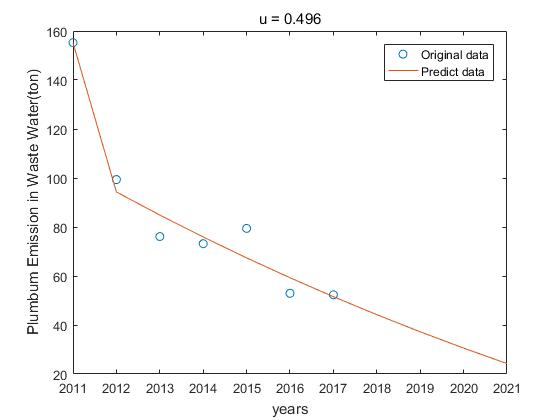 u = 0.496
160
140
120
100
80
60
40
20
Plumbum Emission in Waste Water(ton)
Original data
Predict data
2011 2012 2013 2014 2015 2016 2017 2018 2019 2020 2021
years